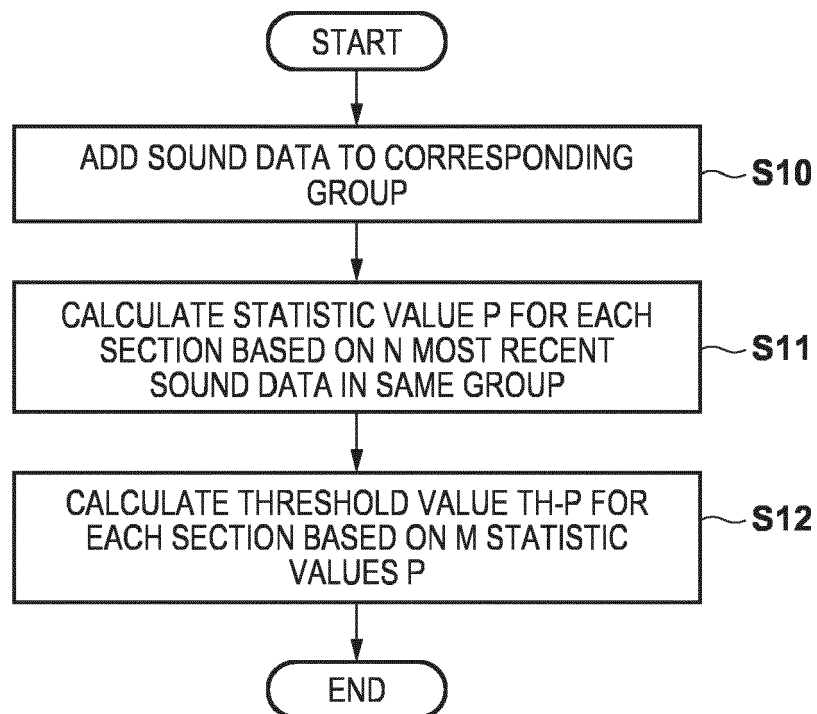 START
ADD SOUND DATA TO CORRESPONDING
GROUP
S10
CALCULATE STATISTIC VALUE P FOR EACH
SECTION BASED ON N MOST RECENT
SOUND DATA IN SAME GROUP
S11
CALCULATE THRESHOLD VALUE TH-P FOR
EACH SECTION BASED ON M STATISTIC
VALUES P
S12
END